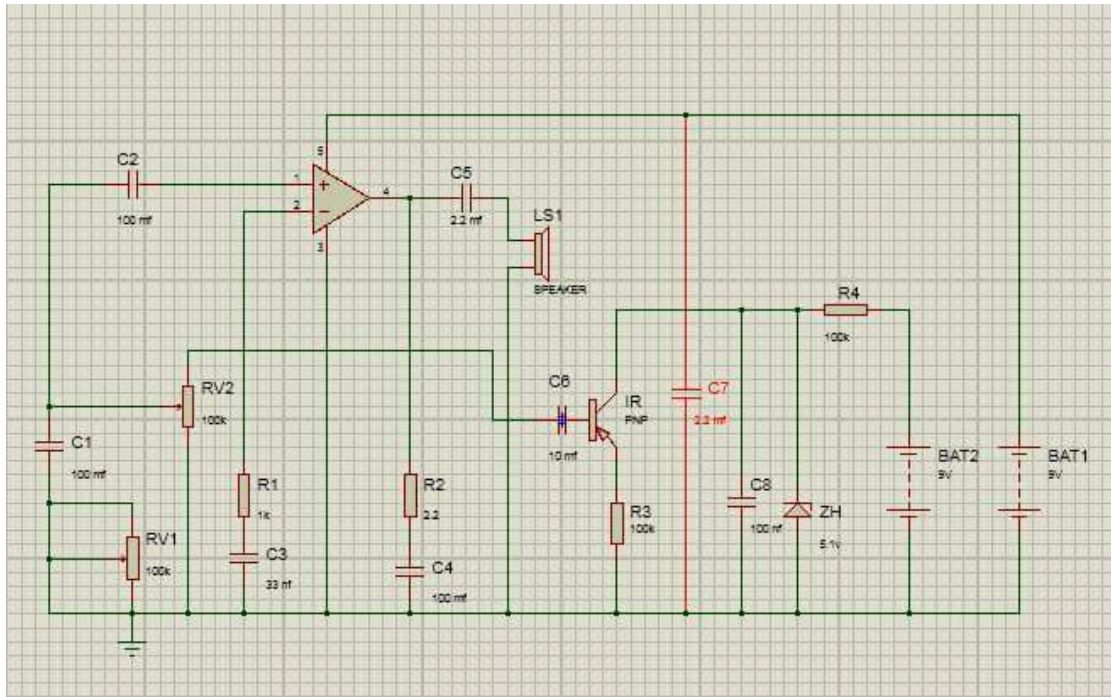 C2
100 mf
5
1
2
4
3
C5
2.2 mf
LS1
SPEAKER
R4
100k
RV2
100k
C6
10 mf
IR
PNP
C7
2.2 mf
C1
100 mf
R1
1k
R2
2.2
C8
100 nf
BAT2
9V
BAT1
9V
R3
100k
ZH
5.1v
RV1
100k
C3
33 nf
C4
100 mf